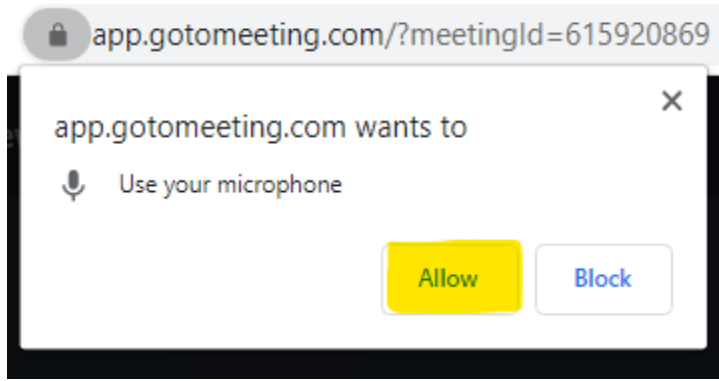 app.gotomeeting.com/?meetingId=615920869
app.gotomeeting.com wants to
Use your microphone
Allow
Block